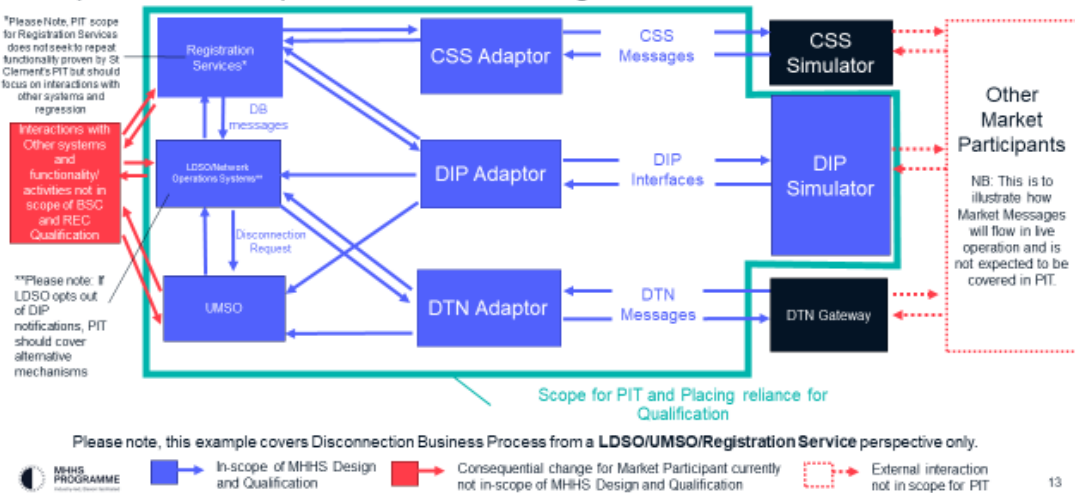 *Please Note, PIT scope
for Registration Services
does not seek to repeat
functionality proven by St
Clement's PIT but should
focus on interactions with
other systems and
regression
Registration
Services*
CSS Adaptor
CSS
Messages
CSS
Simulator
DB
messages
Interactions with
Other systems
and
functionality/
activities not in
scope of BSC
and REC
Qualification
LDSO/Network
Operations Systems**
DIP Adaptor
DIP
Interfaces
DIP
Simulator
Other
Market
Participants
NB: This is to
illustrate how
Market Messages
will flow in live
operation and is
not expected to be
covered in PIT.
Disconnection
Request
**Please note: If
LDSO opts out
of DIP
notifications, PIT
should cover
alternative
mechanisms
UMSO
DTN Adaptor
DTN
Messages
DTN Gateway
Scope for PIT and Placing reliance for
Qualification
Please note, this example covers Disconnection Business Process from a LDSO/UMSO/Registration Service perspective only.
MHHS
PROGRAMME
In-scope of MHHS Design
and Qualification
Consequential change for Market Participant currently
not in-scope of MHHS Design and Qualification
External interaction
not in scope for PIT
13